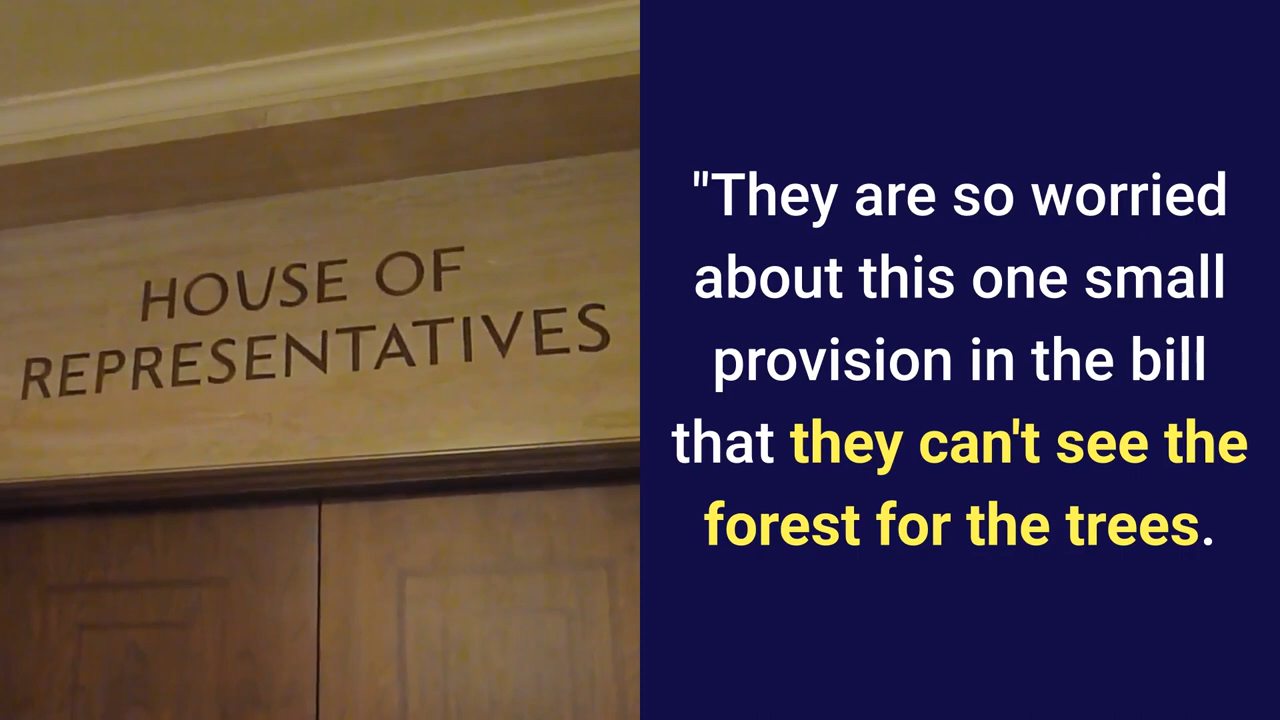 HOUSE OF
REPRESENTATIVES
"They are so worried
about this one small
provision in the bill
that they can't see the
forest for the trees.